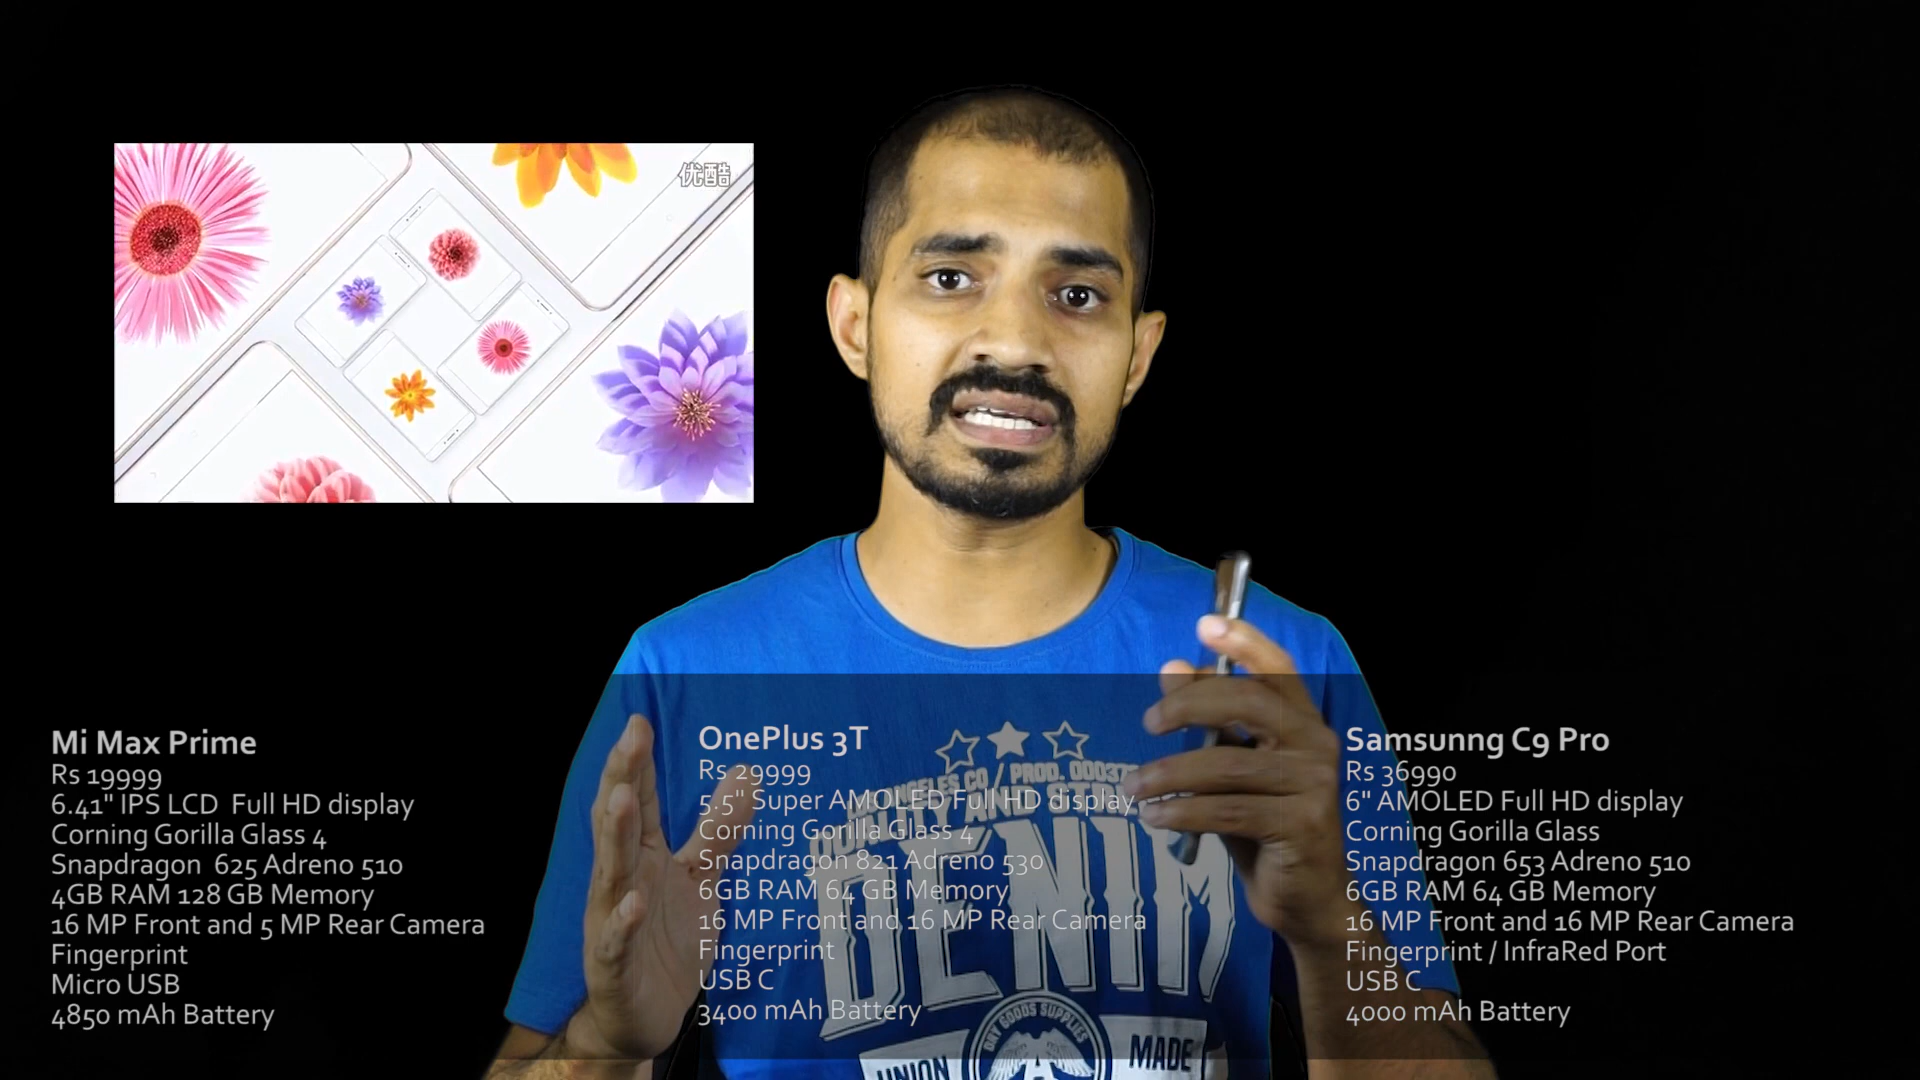 优酷
Mi Max Prime
Rs 19999
6.41" IPS LCD Full HD display
Corning Gorilla Glass 4
Snapdragon 625 Adreno 510
4GB RAM 128 GB Memory
16 MP Front and 5 MP Rear Camera
Fingerprint
Micro USB
4850 mAh Battery
OnePlus 3T
Rs 29999
5.5" Super AMOLED Full HD display
Corning Gorilla Glass 4
Snapdragon 821 Adreno 530
6GB RAM 64 GB Memory
16 MP Front and 16 MP Rear Camera
Fingerprint
USB C
3400 mAh Battery
Samsunng C9 Pro
Rs 36990
6" AMOLED Full HD display
Corning Gorilla Glass
Snapdragon 653 Adreno 510
6GB RAM 64 GB Memory
16 MP Front and 16 MP Rear Camera
Fingerprint / InfraRed Port
USB C
4000 mAh Battery
CO / PROD.
DENIM
DRY GOODS SUPPLIES
UNION
MADE